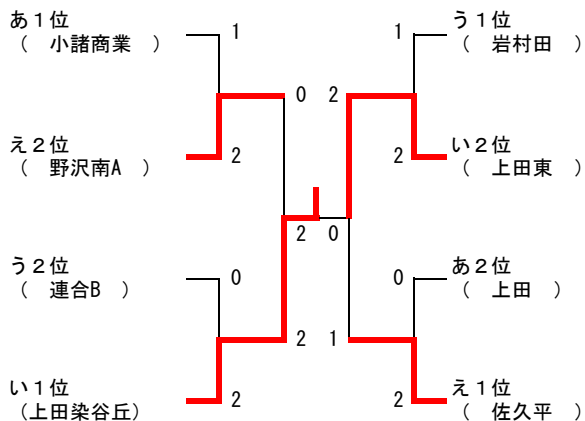 あ１位
（　小諸商業　）
1
え２位
（　野沢南A　）
2
0
う２位
（　連合B　）
0
い１位
（上田染谷丘）
2
2
2
0
2
1
う１位
（　岩村田　）
1
い２位
（　上田東　）
2
あ２位
（　上田　）
0
え１位
（　佐久平　）
2